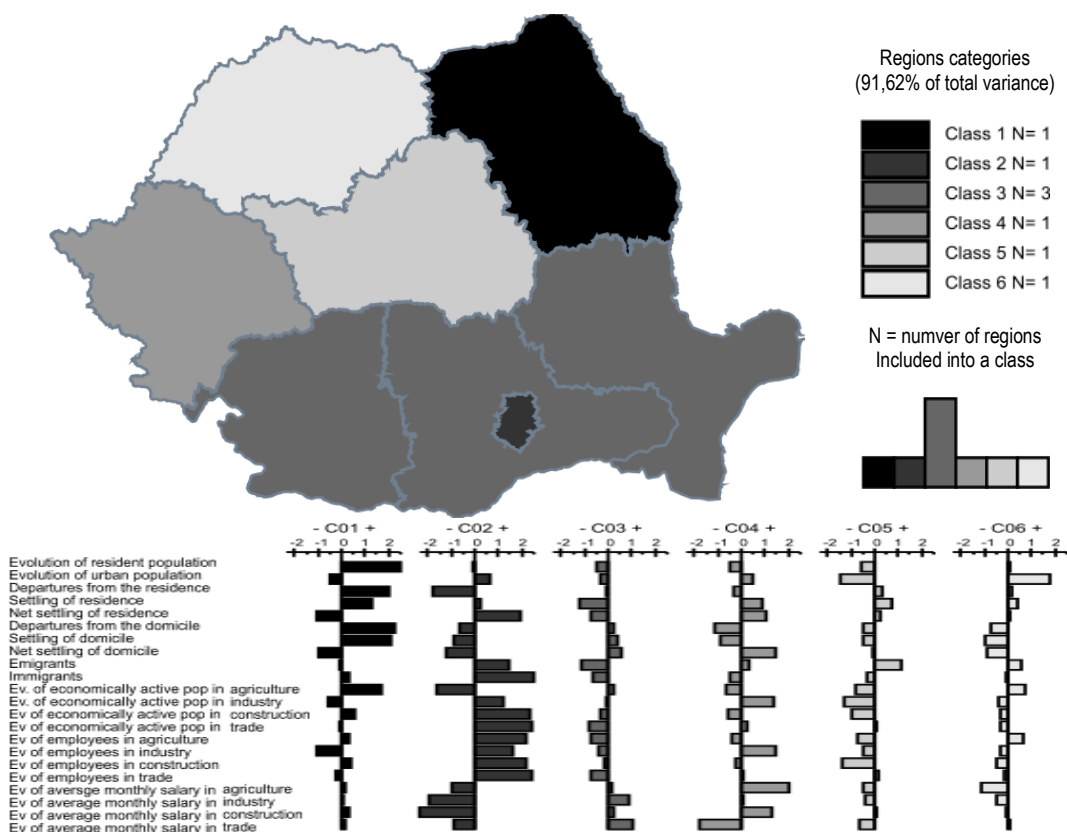 Regions categories
(91,62% of total variance)
Class 1 N= 1
Class 2 N= 1
Class 3 N= 3
Class 4 N= 1
Class 5 N= 1
Class 6 N= 1
N = numver of regions
Included into a class
- C01 +
- C02 +
- C03 +
- C04 +
- C05 +
- C06 +
-2 -1 0 1 2
-2 -1 0 1 2
-2 -1 0 1 2
-2 -1 0 1 2
-2 -1 0 1 2
-2 -1 0 1 2
Evolution of resident population
Evolution of urban population
Departures from the residence
Settling of residence
Net settling of residence
Departures from the domicile
Settling of domicile
Net settling of domicile
Emigrants
Immigrants
Ev. of economically active pop in agriculture
Ev. of economically active pop in industry
Ev of economically active pop in construction
Ev of economically active pop in trade
Ev of employees in agriculture
Ev of employees in industry
Ev of employees in construction
Ev of employees in trade
Ev of average monthly salary in agriculture
Ev of average monthly salary in industry
Ev of average monthly salary in construction
Ev of average monthly salary in trade